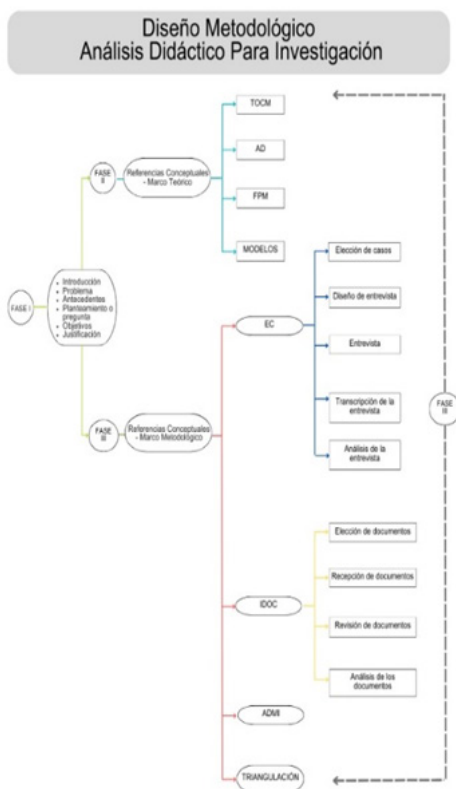 Diseño Metodológico
Análisis Didáctico Para Investigación
FASE I
• Introducción
• Problema
• Antecedentes
• Planteamiento o
pregunta
• Objetivos
• Justificación
FASE
II
Referencias Conceptuales
- Marco Teórico
TOCM
AD
FPM
MODELOS
FASE
III
Referencias Conceptuales
- Marco Metodológico
EC
Elección de casos
Diseño de entrevista
Entrevista
Transcripción de la
entrevista
Análisis de la
entrevista
IDOC
Elección de documentos
Recepción de documentos
Revisión de documentos
Análisis de los
documentos
ADMI
TRIANGULACIÓN
FASE
III